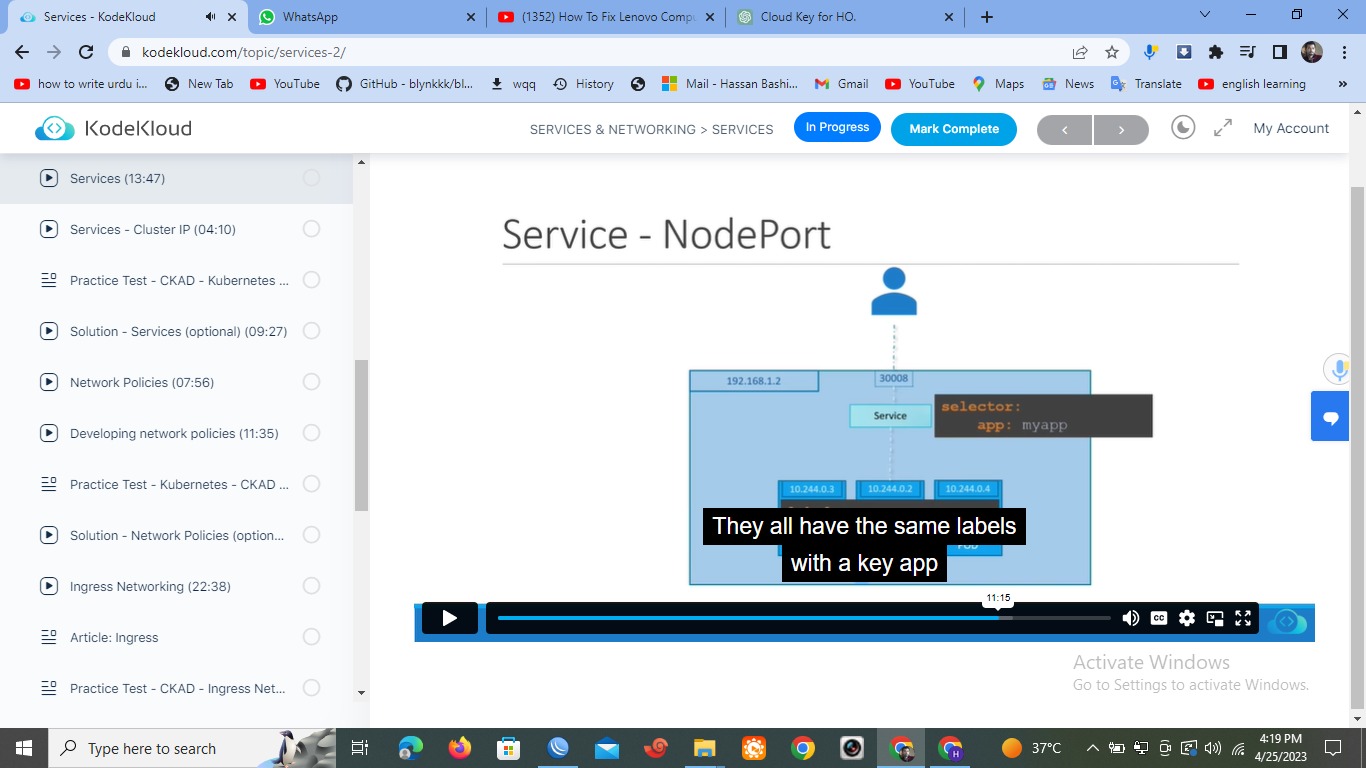 Services - KodeKloud
WhatsApp
(1352) How To Fix Lenovo Compu
Cloud Key for HO.
kodekloud.com/topic/services-2/
how to write urdu i...
New Tab
YouTube
GitHub - blynkkk/bl...
wqq
History
Mail - Hassan Bashi...
Gmail
YouTube
Maps
News
Translate
english learning
»
KodeKloud
SERVICES & NETWORKING > SERVICES
In Progress
Mark Complete
My Account
Services (13:47)
Services - Cluster IP (04:10)
Practice Test - CKAD - Kubernetes ...
Solution - Services (optional) (09:27)
Network Policies (07:56)
Developing network policies (11:35)
Practice Test - Kubernetes - CKAD ...
Solution - Network Policies (option...
Ingress Networking (22:38)
Article: Ingress
Practice Test - CKAD - Ingress Net...
Service - NodePort
192.168.1.2
30008
Service
selector:
app: myapp
10.244.0.3
10.244.0.2
10.244.0.4
They all have the same labels
with a key app
POD
11:15
CC
Activate Windows
Go to Settings to activate Windows.
Type here to search
H
37°C
4:19 PM
4/25/2023